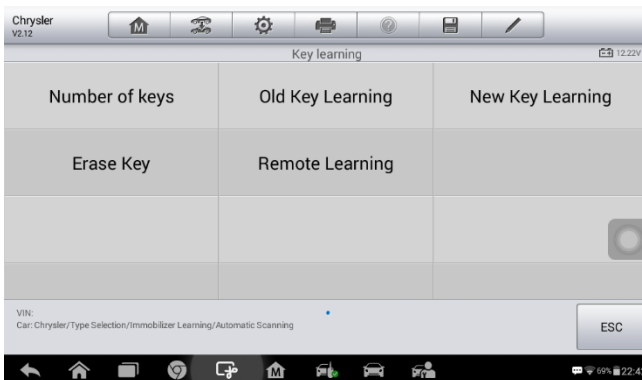 Chrysler
V2.12
Key learning
12.22V
Number of keys
Old Key Learning
New Key Learning
Erase Key
Remote Learning
VIN:
Car: Chrysler/Type Selection/Immobilizer Learning/Automatic Scanning
ESC
69%